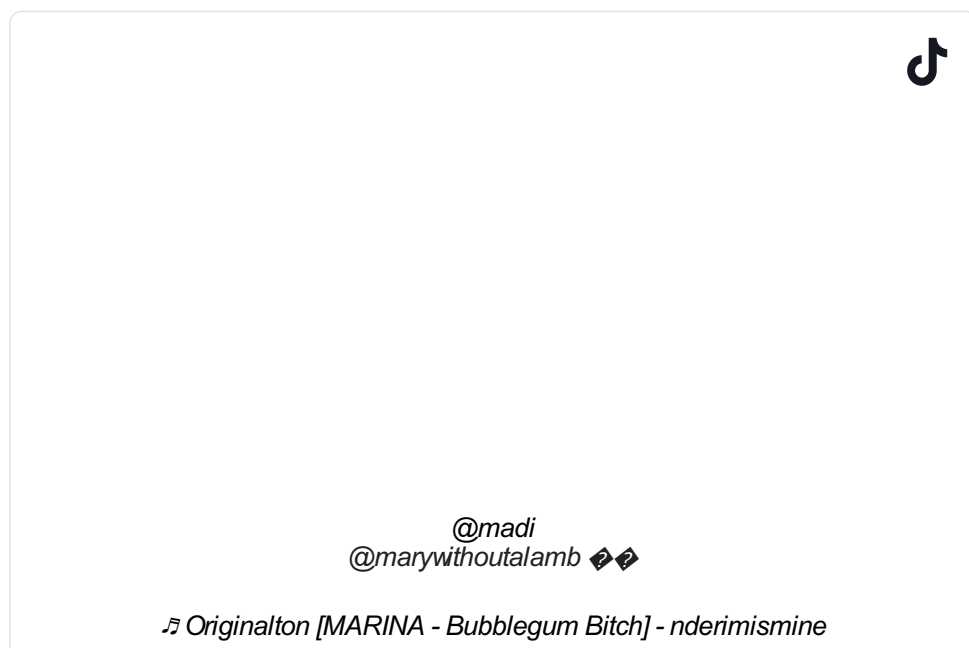 @madi
@marywithoutalamb ��
♬ Originalton [MARINA - Bubblegum Bitch] - nderimismine